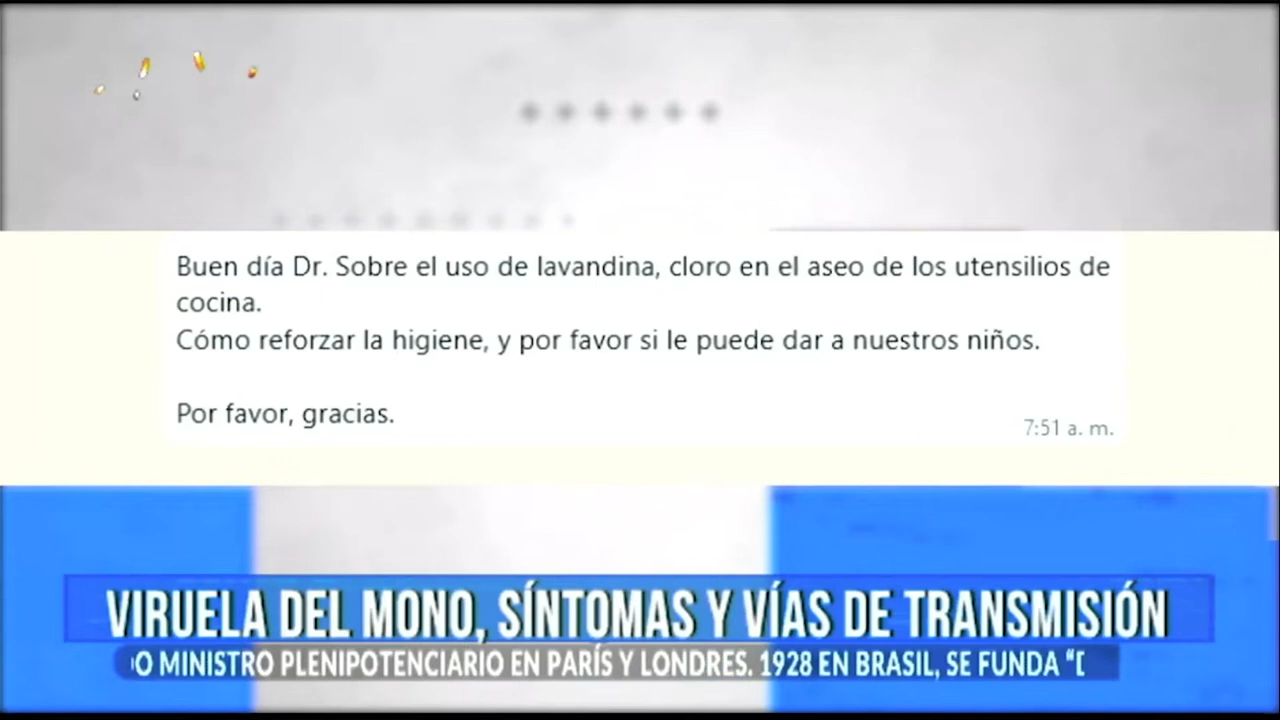 Buen día Dr. Sobre el uso de lavandina, cloro en el aseo de los utensilios de
cocina.
Cómo reforzar la higiene, y por favor si le puede dar a nuestros niños.
Por favor, gracias.
7:51 a. m.
VIRUELA DEL MONO, SÍNTOMAS Y VÍAS DE TRANSMISIÓN
O MINISTRO PLENIPOTENCIARIO EN PARÍS Y LONDRES. 1928 EN BRASIL, SE FUNDA “